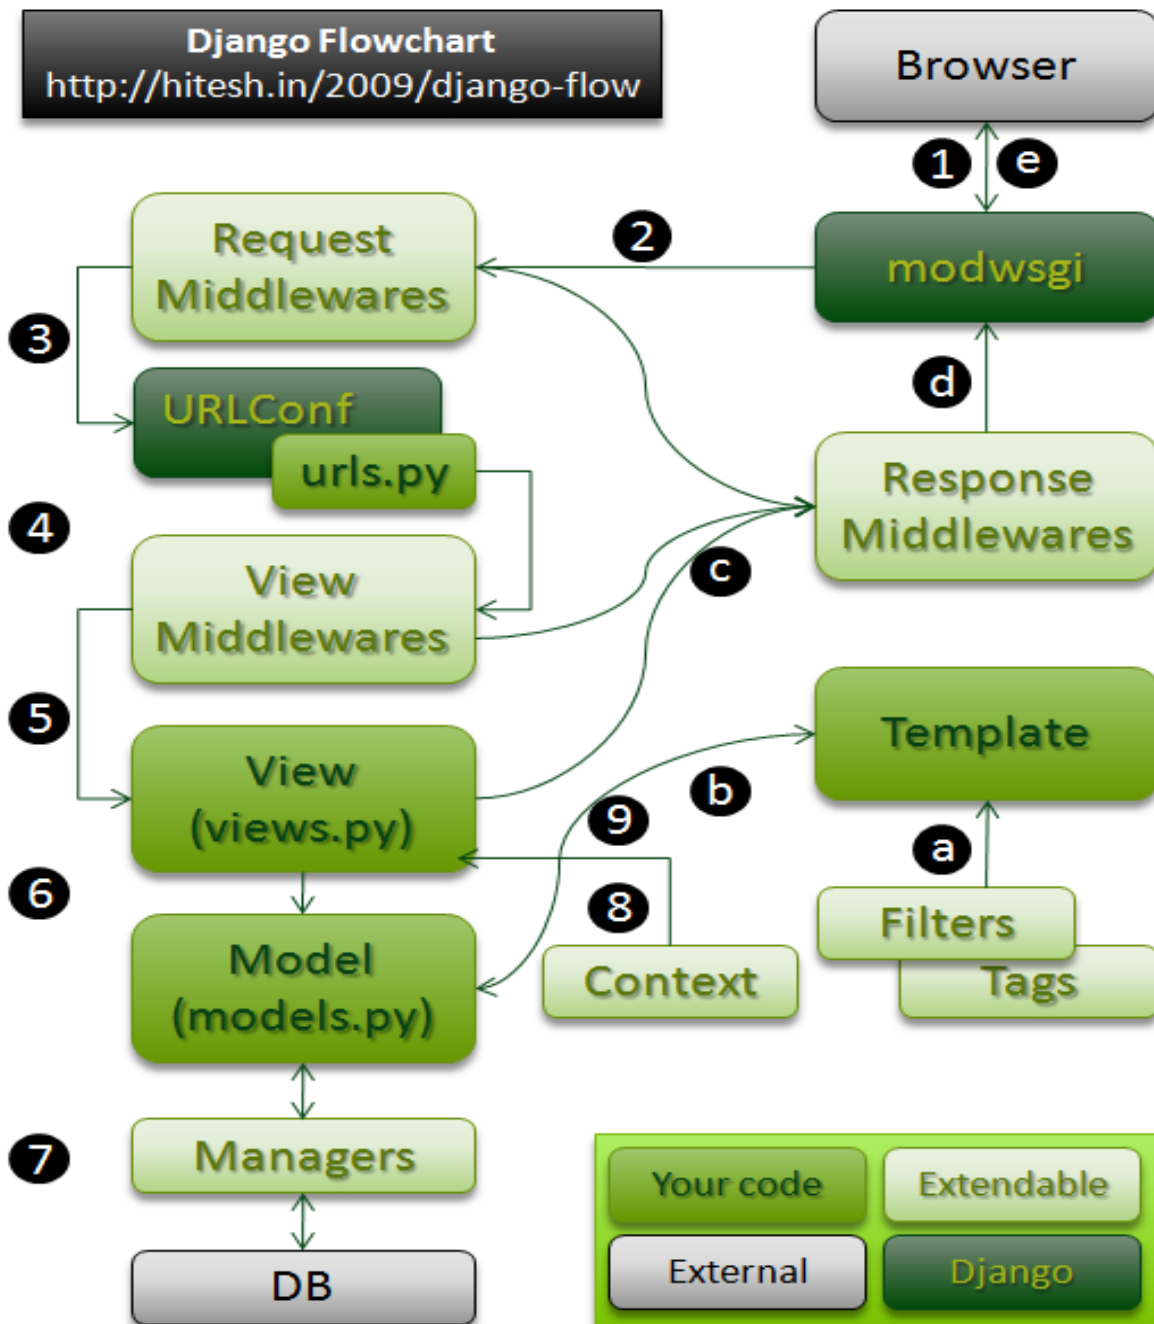 Django Flowchart
http://hitesh.in/2009/django-flow
Browser
1
e
Request
Middlewares
2
modwsgi
3
d
URLConf
urls.py
Response
Middlewares
4
View
Middlewares
c
5
Template
View
(views.py)
b
9
a
6
8
Filters
Model
(models.py)
Context
Tags
7
Managers
Your code
Extendable
External
Django
DB